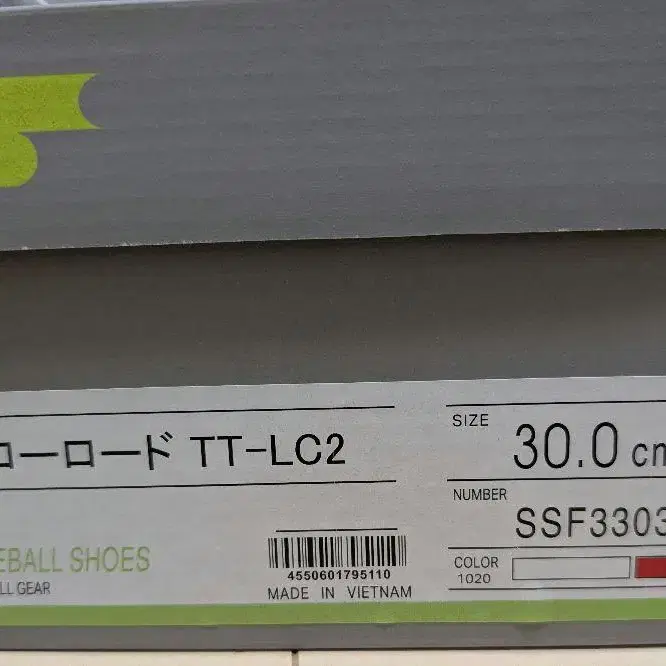 ローロード TT-LC2
SIZE
30.0 cm
NUMBER
SSF3303
EBALL SHOES
LL GEAR
4550601795110
MADE IN VIETNAM
COLOR
1020